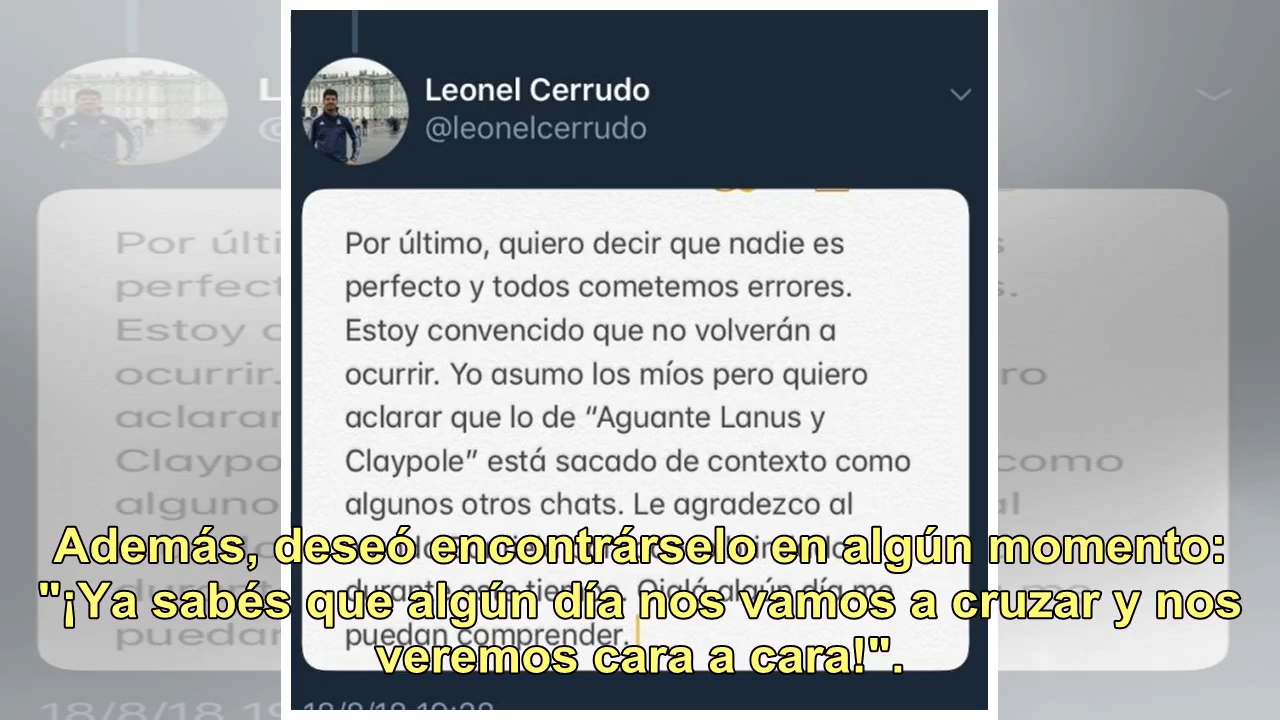 Leonel Cerrudo
@leonelcerrudo
Por último, quiero decir que nadie es
perfecto y todos cometemos errores.
Estoy convencido que no volverán a
ocurrir. Yo asumo los míos pero quiero
aclarar que lo de “Aguante Lanus y
Claypole” está sacado de contexto como
algunos otros chats. Le agradezco al
durante este tiempo. Ojalá algún día me
puedan comprender.
Además, deseó encontrárselo en algún momento:
"¡Ya sabés que algún día nos vamos a cruzar y nos
veremos cara a cara!".